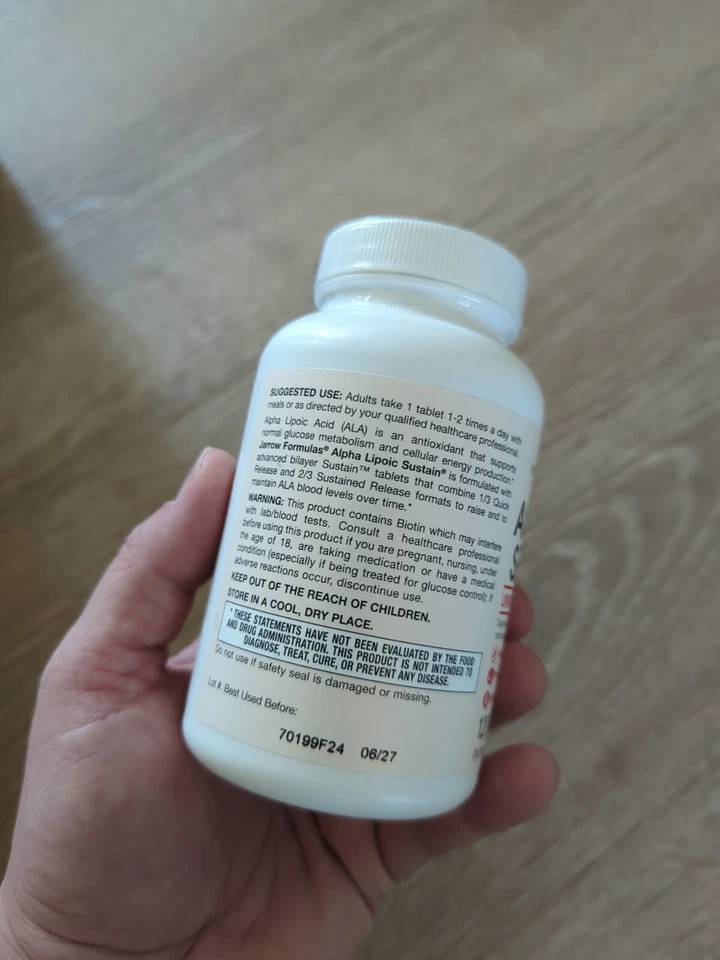 SUGGESTED USE: Adults take 1 tablet 1-2 times a day with
meals or as directed by your qualified healthcare professional.
Alpha Lipoic Acid (ALA) is an antioxidant that supports
normal glucose metabolism and cellular energy production.*
Jarrow Formulas® Alpha Lipoic Sustain® is formulated with
advanced bilayer Sustain™ tablets that combine 1/3 Quick
Release and 2/3 Sustained Release formats to raise and to
maintain ALA blood levels over time.*
WARNING: This product contains Biotin which may interfere
with lab/blood tests. Consult a healthcare professional
before using this product if you are pregnant, nursing, under
the age of 18, are taking medication or have a medical
condition (especially if being treated for glucose control); if
adverse reactions occur, discontinue use.
KEEP OUT OF THE REACH OF CHILDREN.
STORE IN A COOL, DRY PLACE.
* THESE STATEMENTS HAVE NOT BEEN EVALUATED BY THE FOOD
AND DRUG ADMINISTRATION. THIS PRODUCT IS NOT INTENDED TO
DIAGNOSE, TREAT, CURE, OR PREVENT ANY DISEASE.
Do not use if safety seal is damaged or missing.
Lot #. Best Used Before:
70199F24 06/27